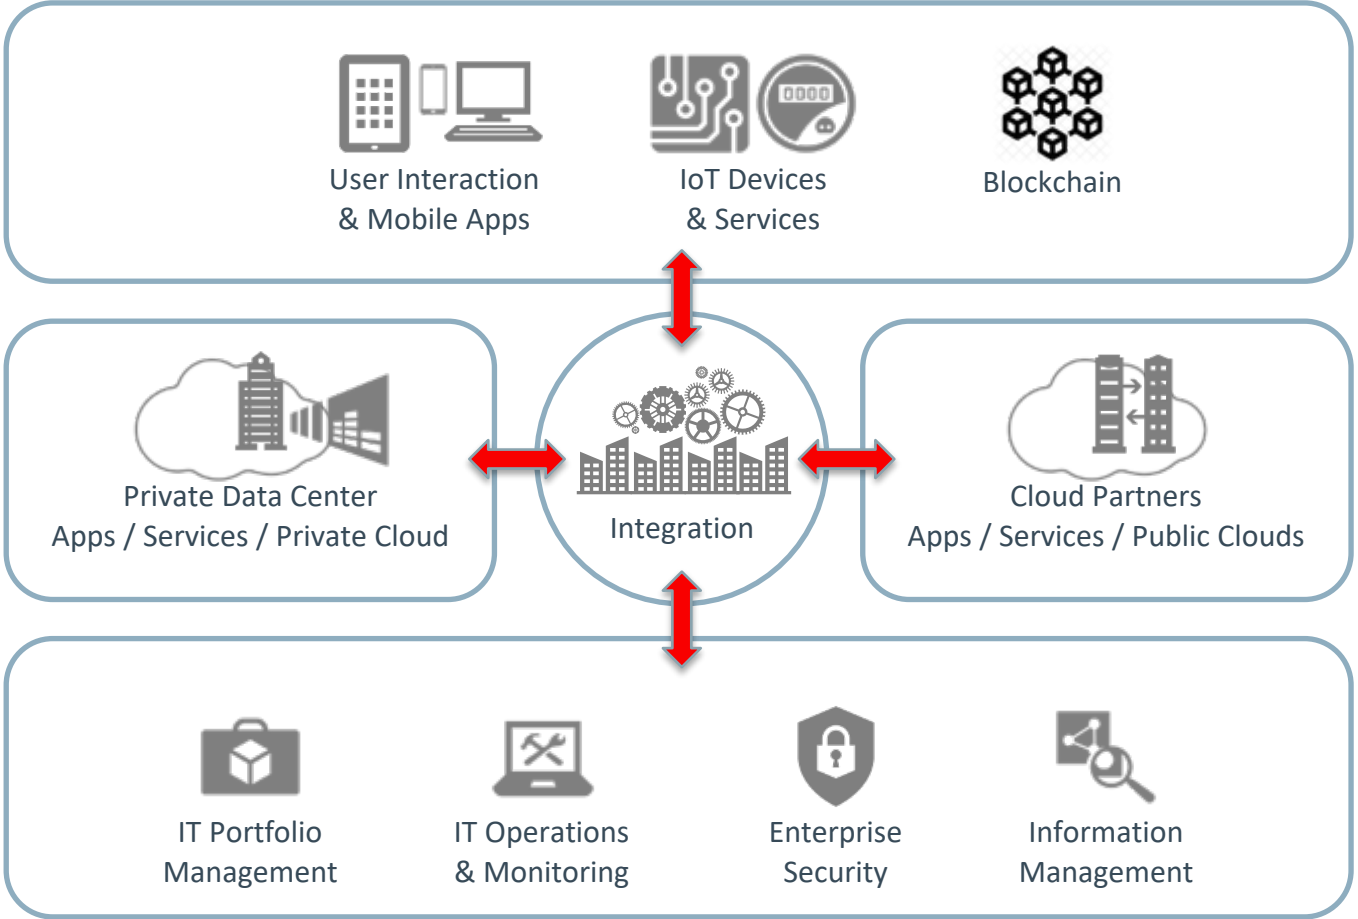 0000
User Interaction
& Mobile Apps
IoT Devices
& Services
Blockchain
Private Data Center
Apps / Services / Private Cloud
Integration
Cloud Partners
Apps / Services / Public Clouds
IT Portfolio
Management
IT Operations
& Monitoring
Enterprise
Security
Information
Management